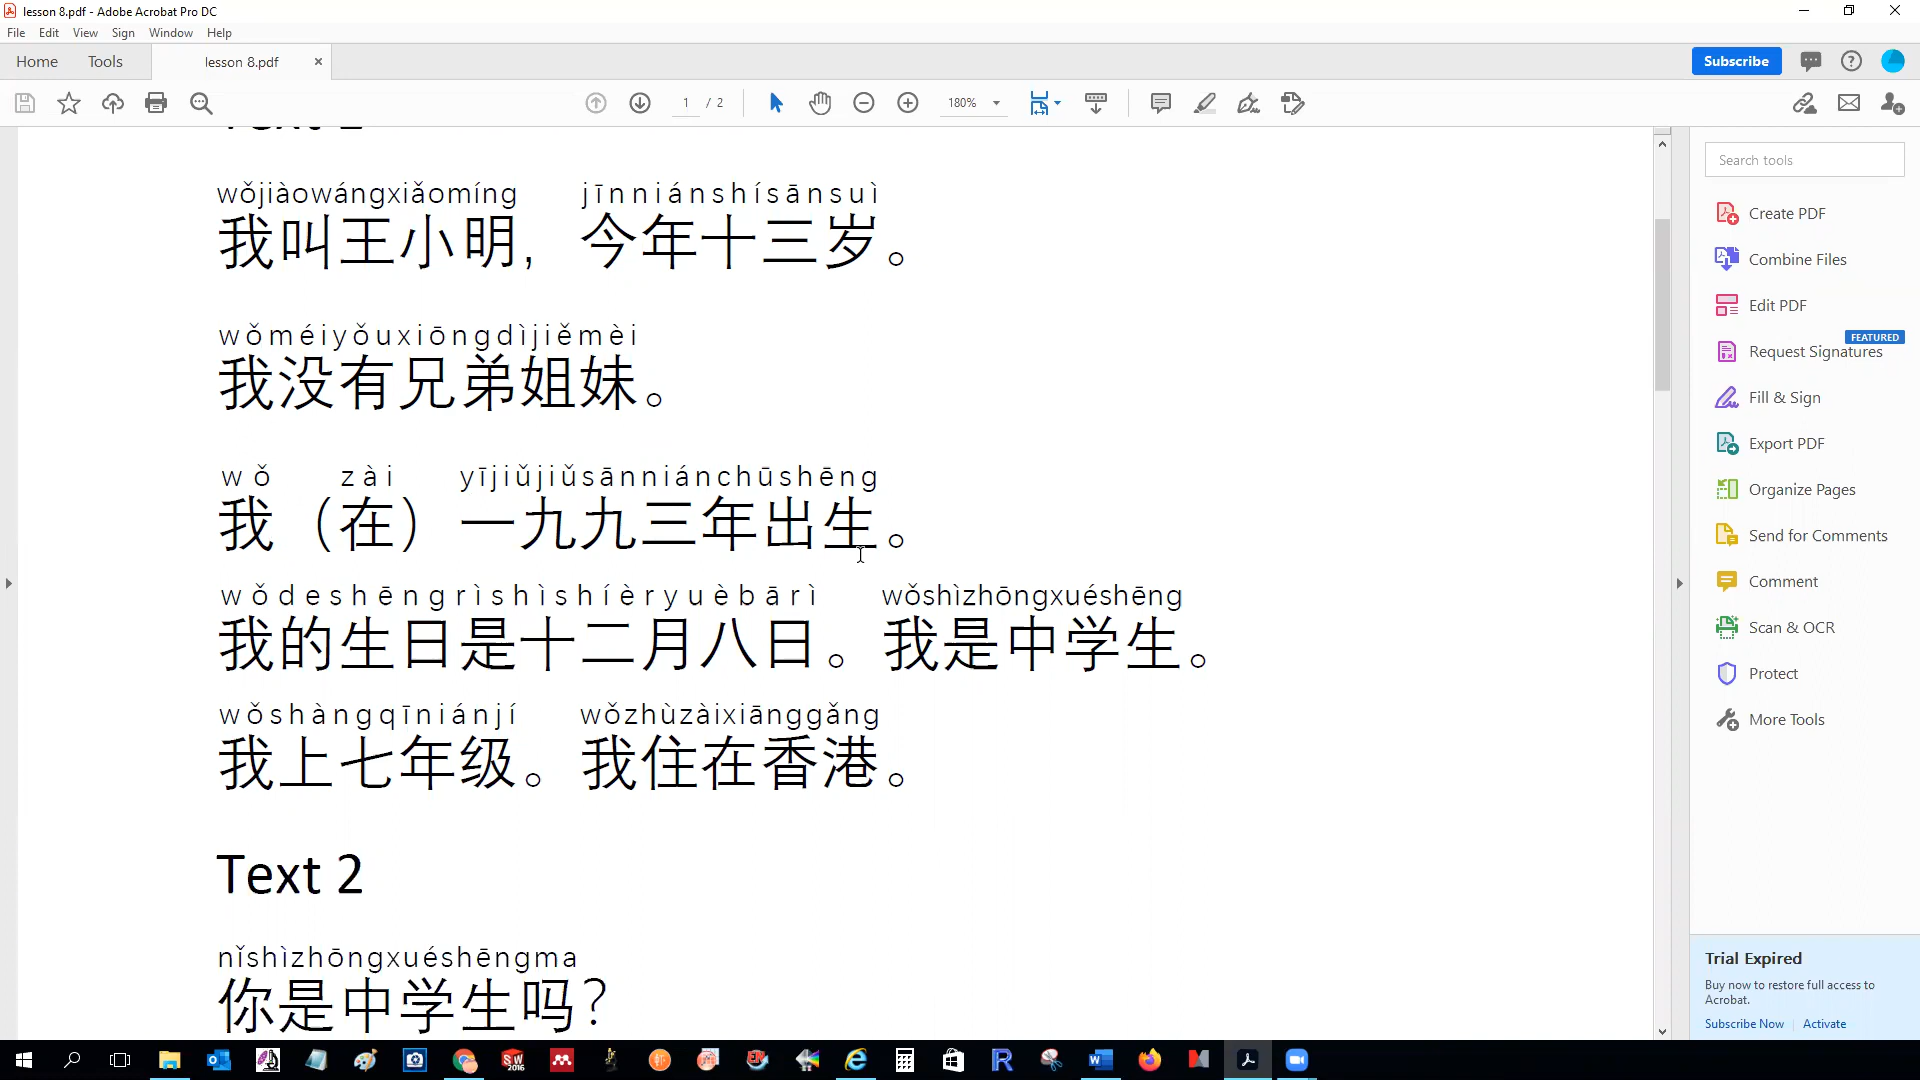 lesson 8.pdf - Adobe Acrobat Pro DC
File Edit View Sign Window Help
Home Tools lesson 8.pdf × Subscribe
1 / 2 180%
wǒjiàowángxiǎomíng jīnniánshísānsuì
我叫王小明, 今年十三岁。
wǒméiyǒuxiōngdìjiěmèi
我没有兄弟姐妹。
wǒ zài yījiǔjiǔsānniánchūshēng
我（在）一九九三年出生。
wǒdeshēngrìshìshíèryuèbārì wǒshìzhōngxuéshēng
我的生日是十二月八日。我是中学生。
wǒshàngqīniánjí wǒzhùzàixiānggǎng
我上七年级。我住在香港。
Text 2
nǐshìzhōngxuéshēngma
你是中学生吗？
Search tools
Create PDF
Combine Files
Edit PDF
FEATURED
Request Signatures
Fill & Sign
Export PDF
Organize Pages
Send for Comments
Comment
Scan & OCR
Protect
More Tools
Trial Expired
Buy now to restore full access to
Acrobat.
Subscribe Now Activate